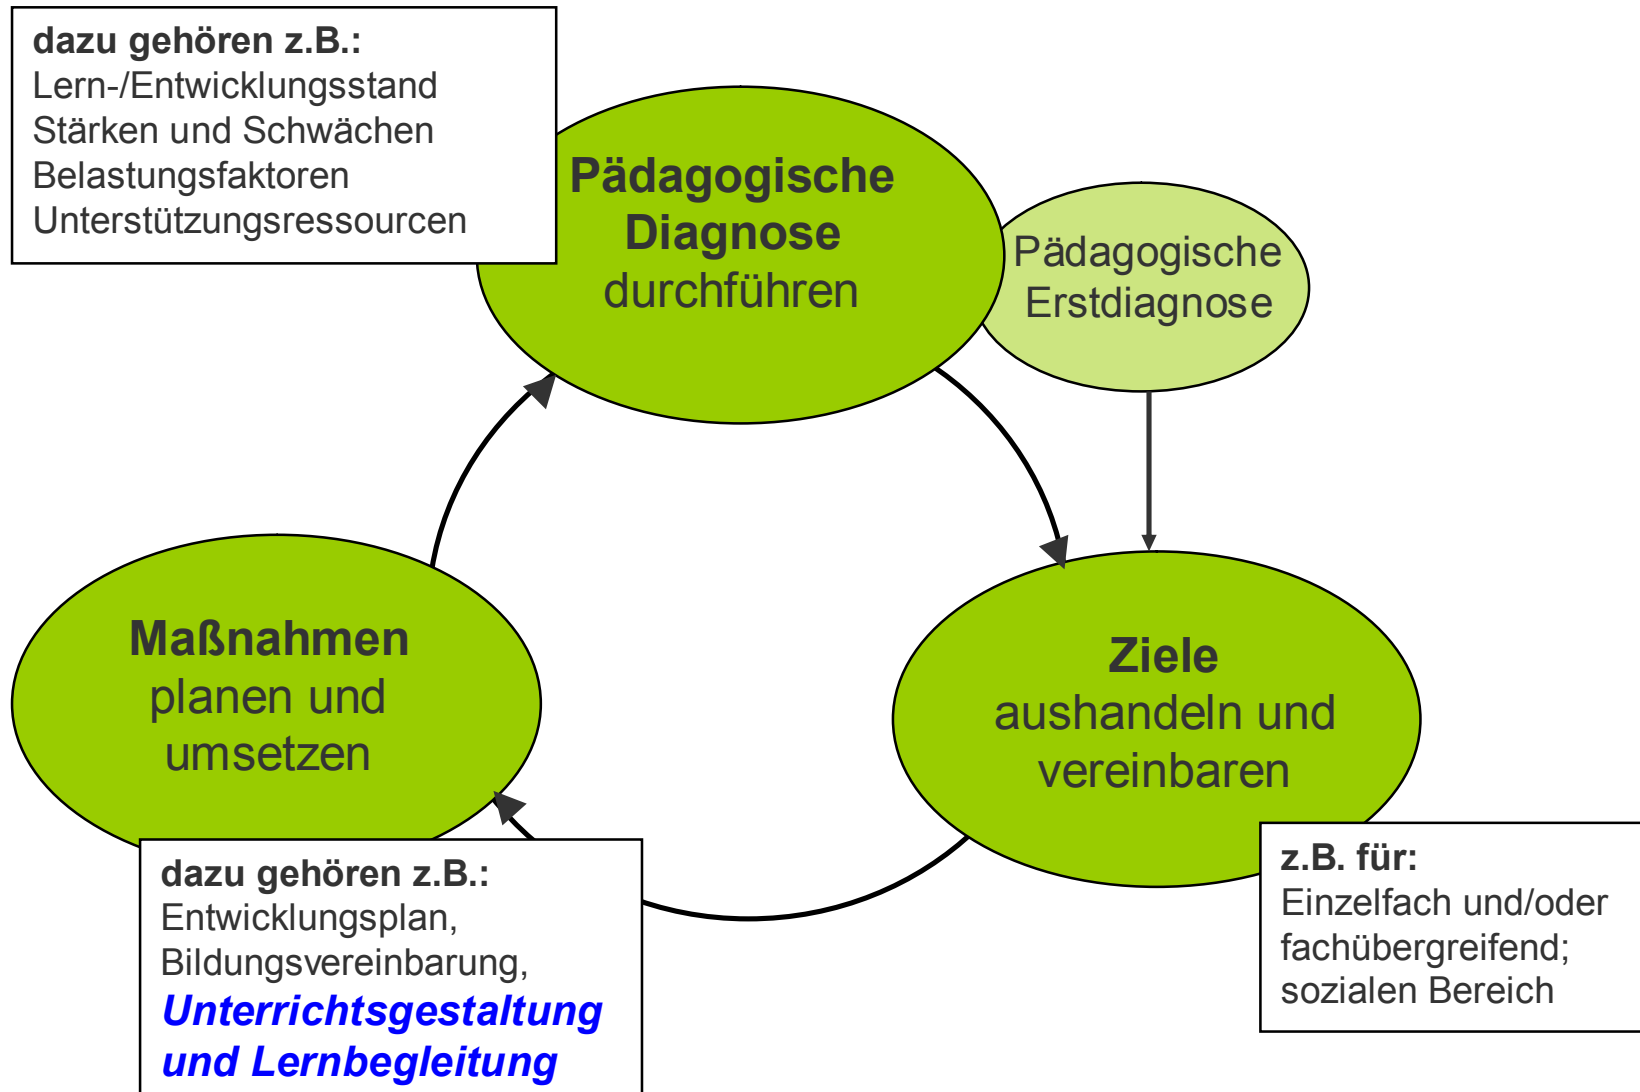 dazu gehören z.B.:
Lern-/Entwicklungsstand
Stärken und Schwächen
Belastungsfaktoren
Unterstützungsressourcen
Pädagogische
Diagnose
durchführen
Pädagogische
Erstdiagnose
Maßnahmen
planen und
umsetzen
Ziele
aushandeln und
vereinbaren
dazu gehören z.B.:
Entwicklungsplan,
Bildungsvereinbarung,
Unterrichtsgestaltung
und Lernbegleitung
z.B. für:
Einzelfach und/oder
fachübergreifend;
sozialen Bereich